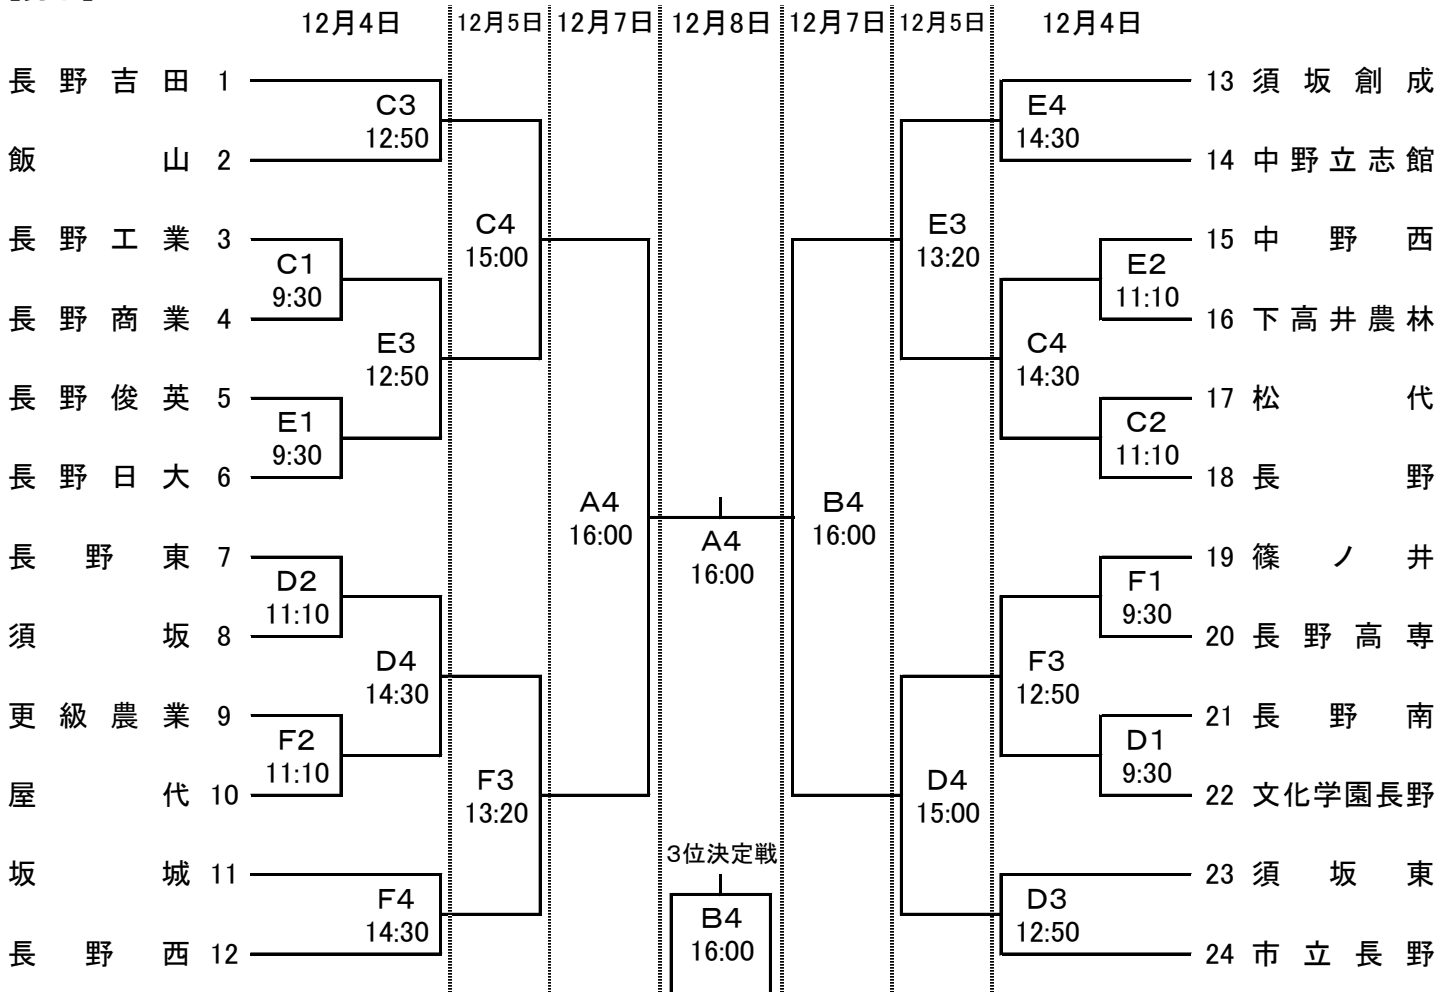 12月4日 12月5日 12月7日 12月8日 12月7日 12月5日 12月4日
長野吉田 1
C3
12:50
飯山 2
長野工業 3
C1
9:30
長野商業 4
C4
15:00
E3
12:50
長野俊英 5
E1
9:30
長野日大 6
A4
16:00
長野東 7
D2
11:10
須坂 8
D4
14:30
更級農業 9
F2
11:10
屋代 10
F3
13:20
坂城 11
F4
14:30
長野西 12
A4
16:00
3位決定戦
B4
16:00
B4
16:00
13 須坂創成
E4
14:30
14 中野立志館
E3
13:20
15 中野西
E2
11:10
16 下高井農林
C4
14:30
17 松代
C2
11:10
18 長野
19 篠ノ井
F1
9:30
20 長野高専
F3
12:50
21 長野南
D1
9:30
22 文化学園長野
D4
15:00
23 須坂東
D3
12:50
24 市立長野